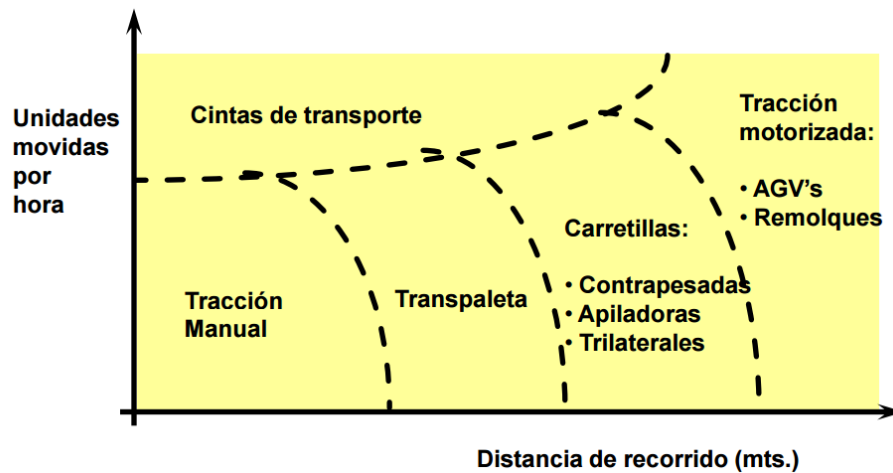 Unidades
movidas
por
hora
Cintas de transporte
Tracción
motorizada:
• AGV's
• Remolques
Carretillas:
• Contrapesadas
• Apiladoras
• Trilaterales
Transpaleta
Tracción
Manual
Distancia de recorrido (mts.)